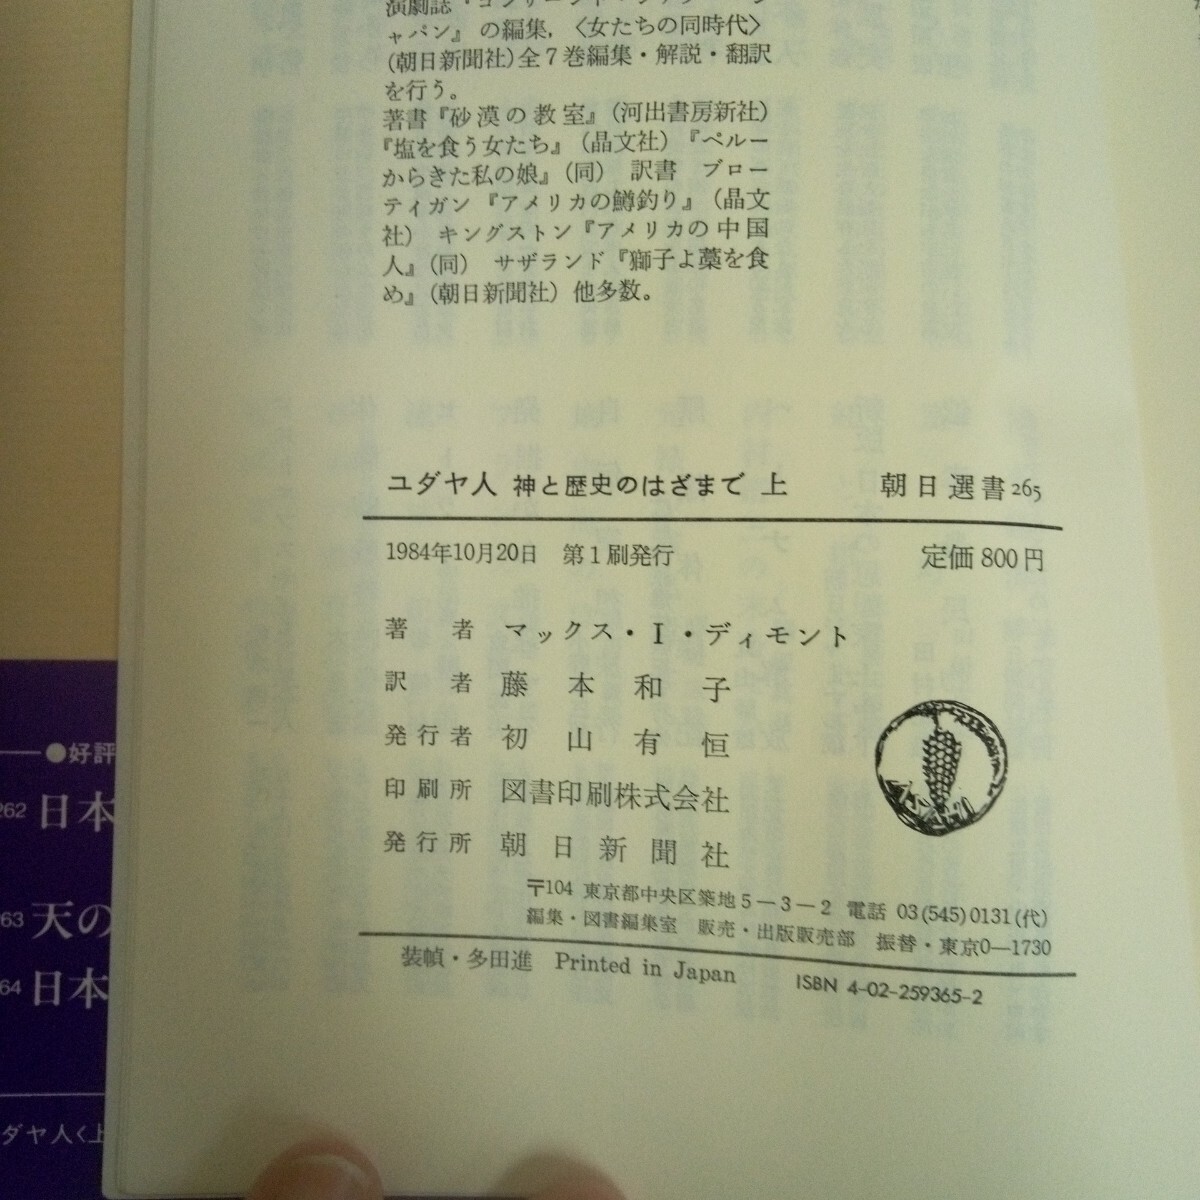 演劇誌『コンサーンド・シアター・ジ
ャパン』の編集,〈女たちの同時代〉
(朝日新聞社)全7巻編集・解説・翻訳
を行う。
著書『砂漠の教室』(河出書房新社)
『塩を食う女たち』(晶文社)『ペルー
からきた私の娘』(同) 訳書 ブロー
ティガン『アメリカの鱒釣り』(晶文
社) キングストン『アメリカの中国
人』(同) サザランド『獅子よ藁を食
め』(朝日新聞社)他多数。
ユダヤ人 神と歴史のはざまで 上 朝日選書265
1984年10月20日 第1刷発行 定価800円
著者 マックス・I・ディモント
訳者 藤本和子
発行者 初山有恒
印刷所 図書印刷株式会社
発行所 朝日新聞社
〒104 東京都中央区築地5-3-2 電話 03(545)0131(代)
編集・図書編集室 販売・出版販売部 振替・東京0-1730
装幀・多田進 Printed in Japan ISBN 4-02-259365-2
●好評
262 日本
263 天の
264 日本
ダヤ人〈上